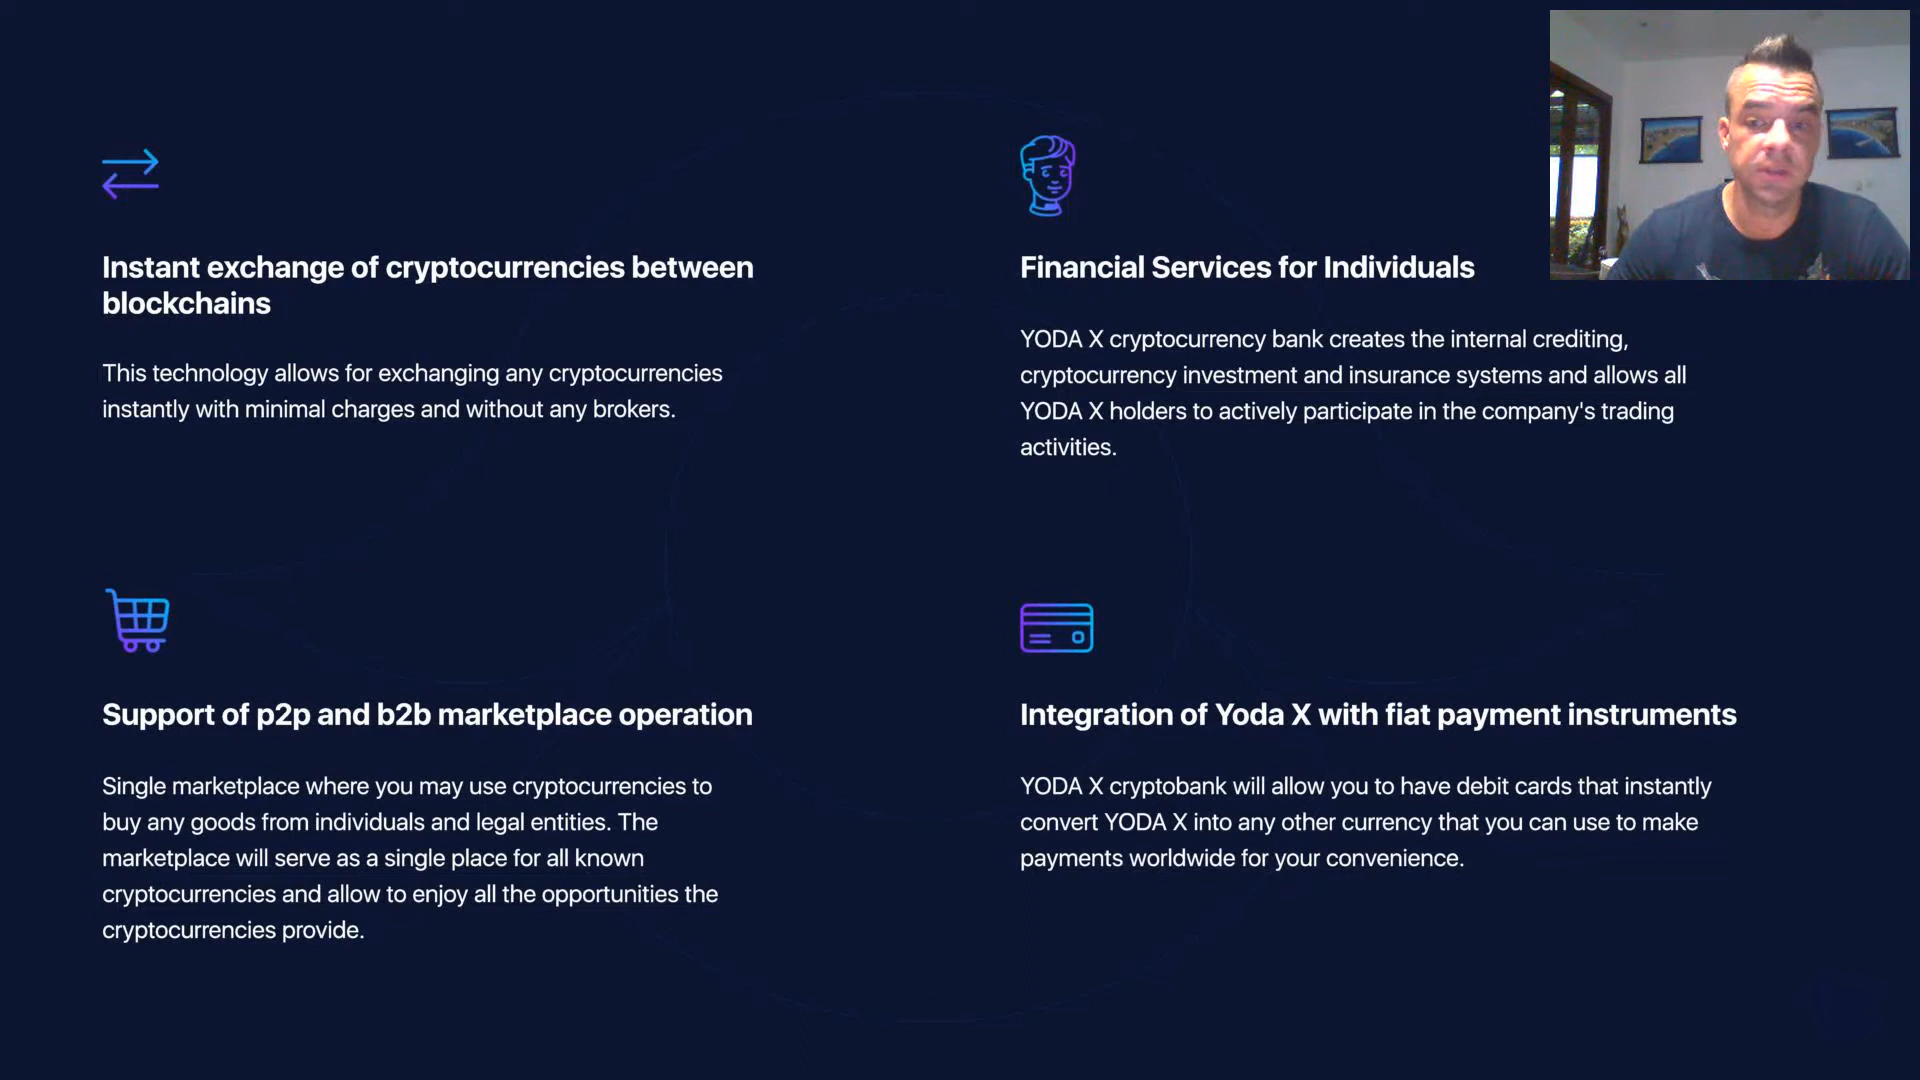 Instant exchange of cryptocurrencies between
blockchains
This technology allows for exchanging any cryptocurrencies
instantly with minimal charges and without any brokers.
Financial Services for Individuals
YODA X cryptocurrency bank creates the internal crediting,
cryptocurrency investment and insurance systems and allows all
YODA X holders to actively participate in the company's trading
activities.
Support of p2p and b2b marketplace operation
Single marketplace where you may use cryptocurrencies to
buy any goods from individuals and legal entities. The
marketplace will serve as a single place for all known
cryptocurrencies and allow to enjoy all the opportunities the
cryptocurrencies provide.
Integration of Yoda X with fiat payment instruments
YODA X cryptobank will allow you to have debit cards that instantly
convert YODA X into any other currency that you can use to make
payments worldwide for your convenience.